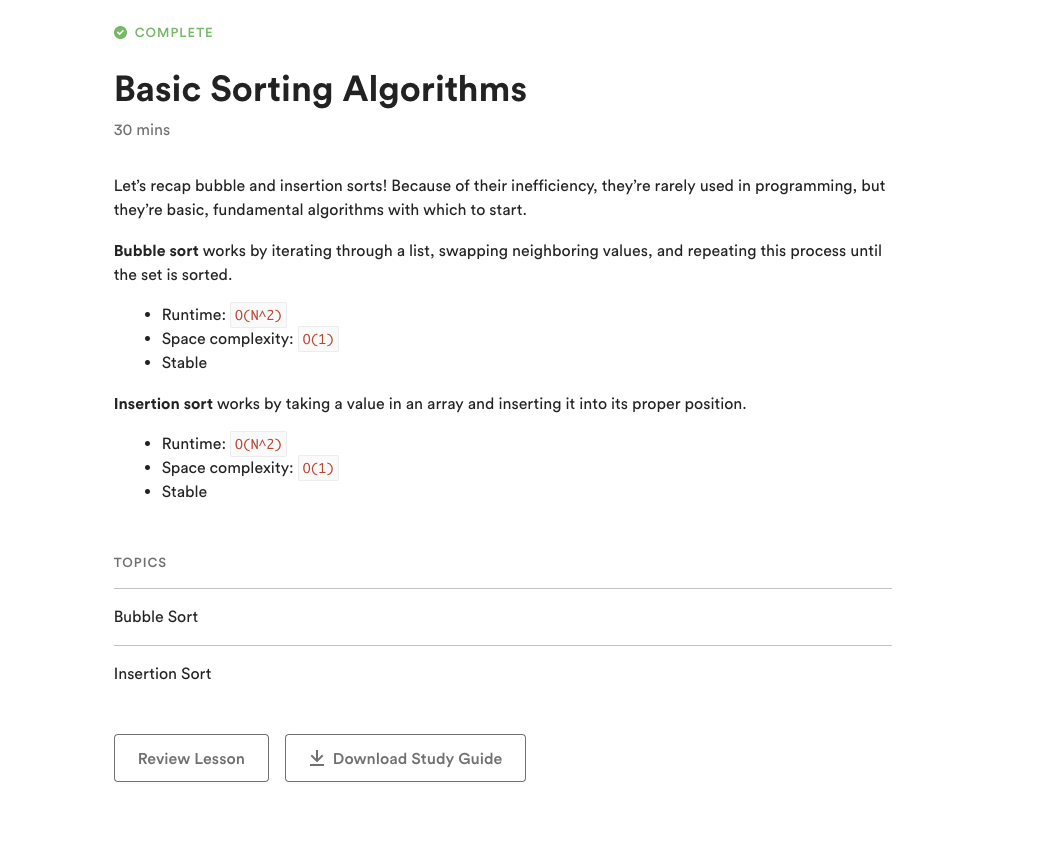 COMPLETE
Basic Sorting Algorithms
30 mins
Let’s recap bubble and insertion sorts! Because of their inefficiency, they’re rarely used in programming, but
they’re basic, fundamental algorithms with which to start.
Bubble sort works by iterating through a list, swapping neighboring values, and repeating this process until
the set is sorted.
• Runtime: O(N^2)
• Space complexity: O(1)
• Stable
Insertion sort works by taking a value in an array and inserting it into its proper position.
• Runtime: O(N^2)
• Space complexity: O(1)
• Stable
TOPICS
Bubble Sort
Insertion Sort
Review Lesson
Download Study Guide